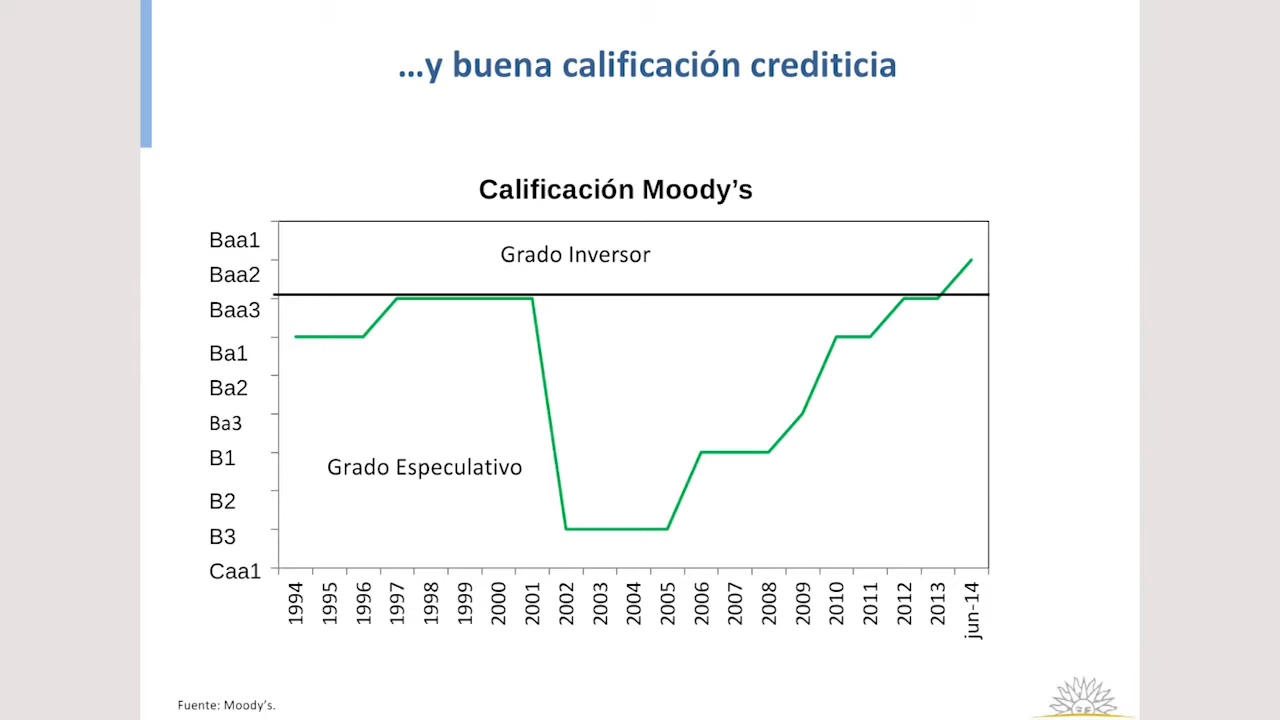 …y buena calificación crediticia
Calificación Moody’s
Baa1
Baa2
Baa3
Ba1
Ba2
Ba3
B1
B2
B3
Caa1
Grado Inversor
Grado Especulativo
1994
1995
1996
1997
1998
1999
2000
2001
2002
2003
2004
2005
2006
2007
2008
2009
2010
2011
2012
2013
jun-14
Fuente: Moody’s.